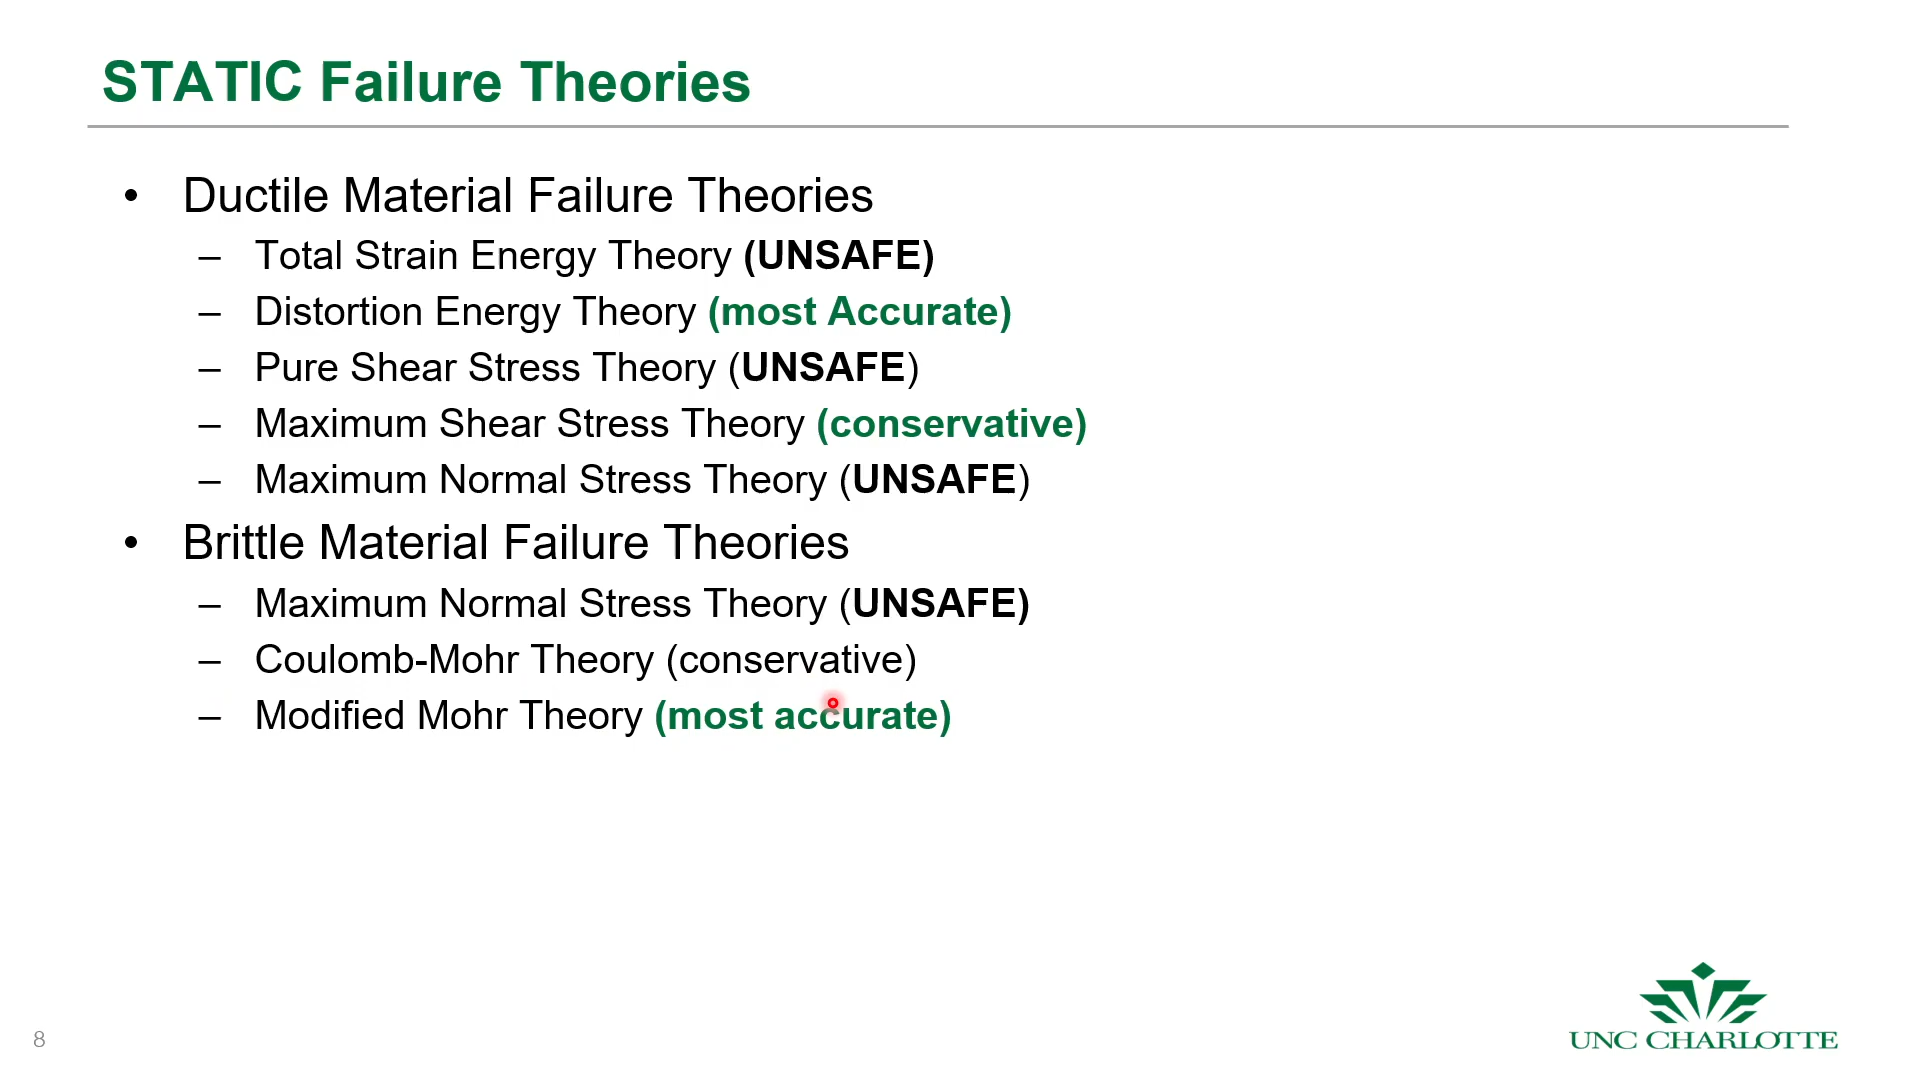 STATIC Failure Theories
• Ductile Material Failure Theories
– Total Strain Energy Theory (UNSAFE)
– Distortion Energy Theory (most Accurate)
– Pure Shear Stress Theory (UNSAFE)
– Maximum Shear Stress Theory (conservative)
– Maximum Normal Stress Theory (UNSAFE)
• Brittle Material Failure Theories
– Maximum Normal Stress Theory (UNSAFE)
– Coulomb-Mohr Theory (conservative)
– Modified Mohr Theory (most accurate)
8
UNC CHARLOTTE